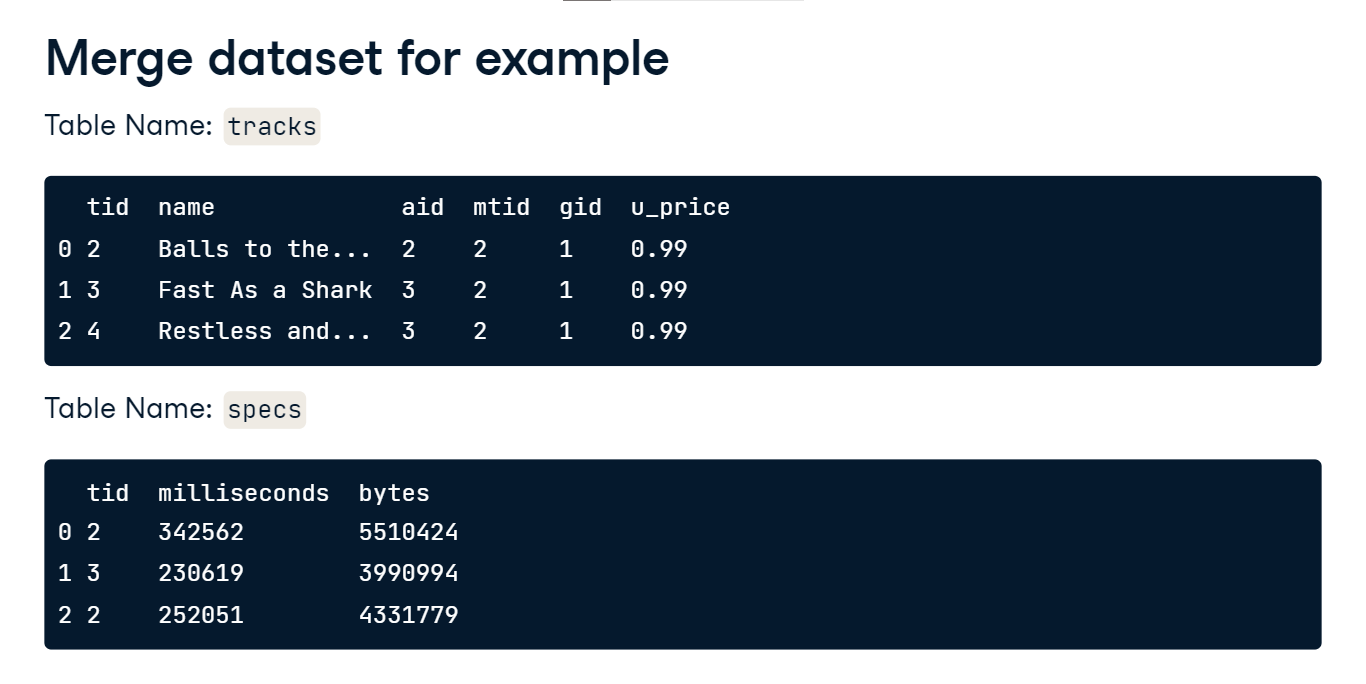 Merge dataset for example
Table Name: tracks
tid name aid mtid gid u_price
0 2 Balls to the... 2 2 1 0.99
1 3 Fast As a Shark 3 2 1 0.99
2 4 Restless and... 3 2 1 0.99
Table Name: specs
tid milliseconds bytes
0 2 342562 5510424
1 3 230619 3990994
2 2 252051 4331779